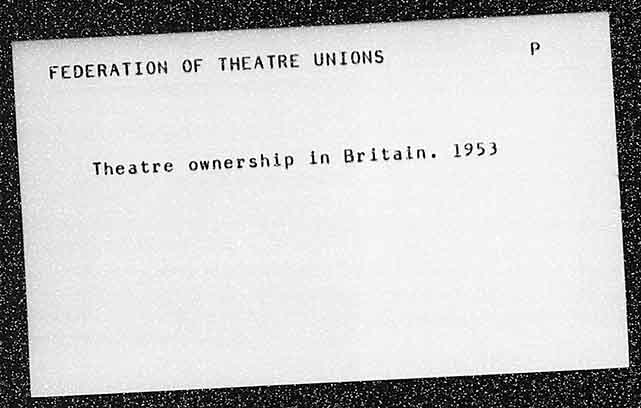 FEDERATION OF THEATRE UNIONS P
Theatre ownership in Britain. 1953